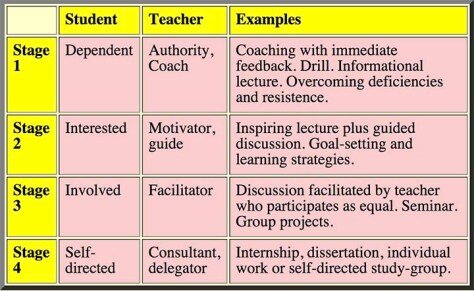 Student Teacher Examples
Stage 1 Dependent Authority, Coach Coaching with immediate
feedback. Drill. Informational
lecture. Overcoming deficiencies
and resistence.
Stage 2 Interested Motivator, guide Inspiring lecture plus guided
discussion. Goal-setting and
learning strategies.
Stage 3 Involved Facilitator Discussion facilitated by teacher
who participates as equal. Seminar.
Group projects.
Stage 4 Self-directed Consultant, delegator Internship, dissertation, individual
work or self-directed study-group.